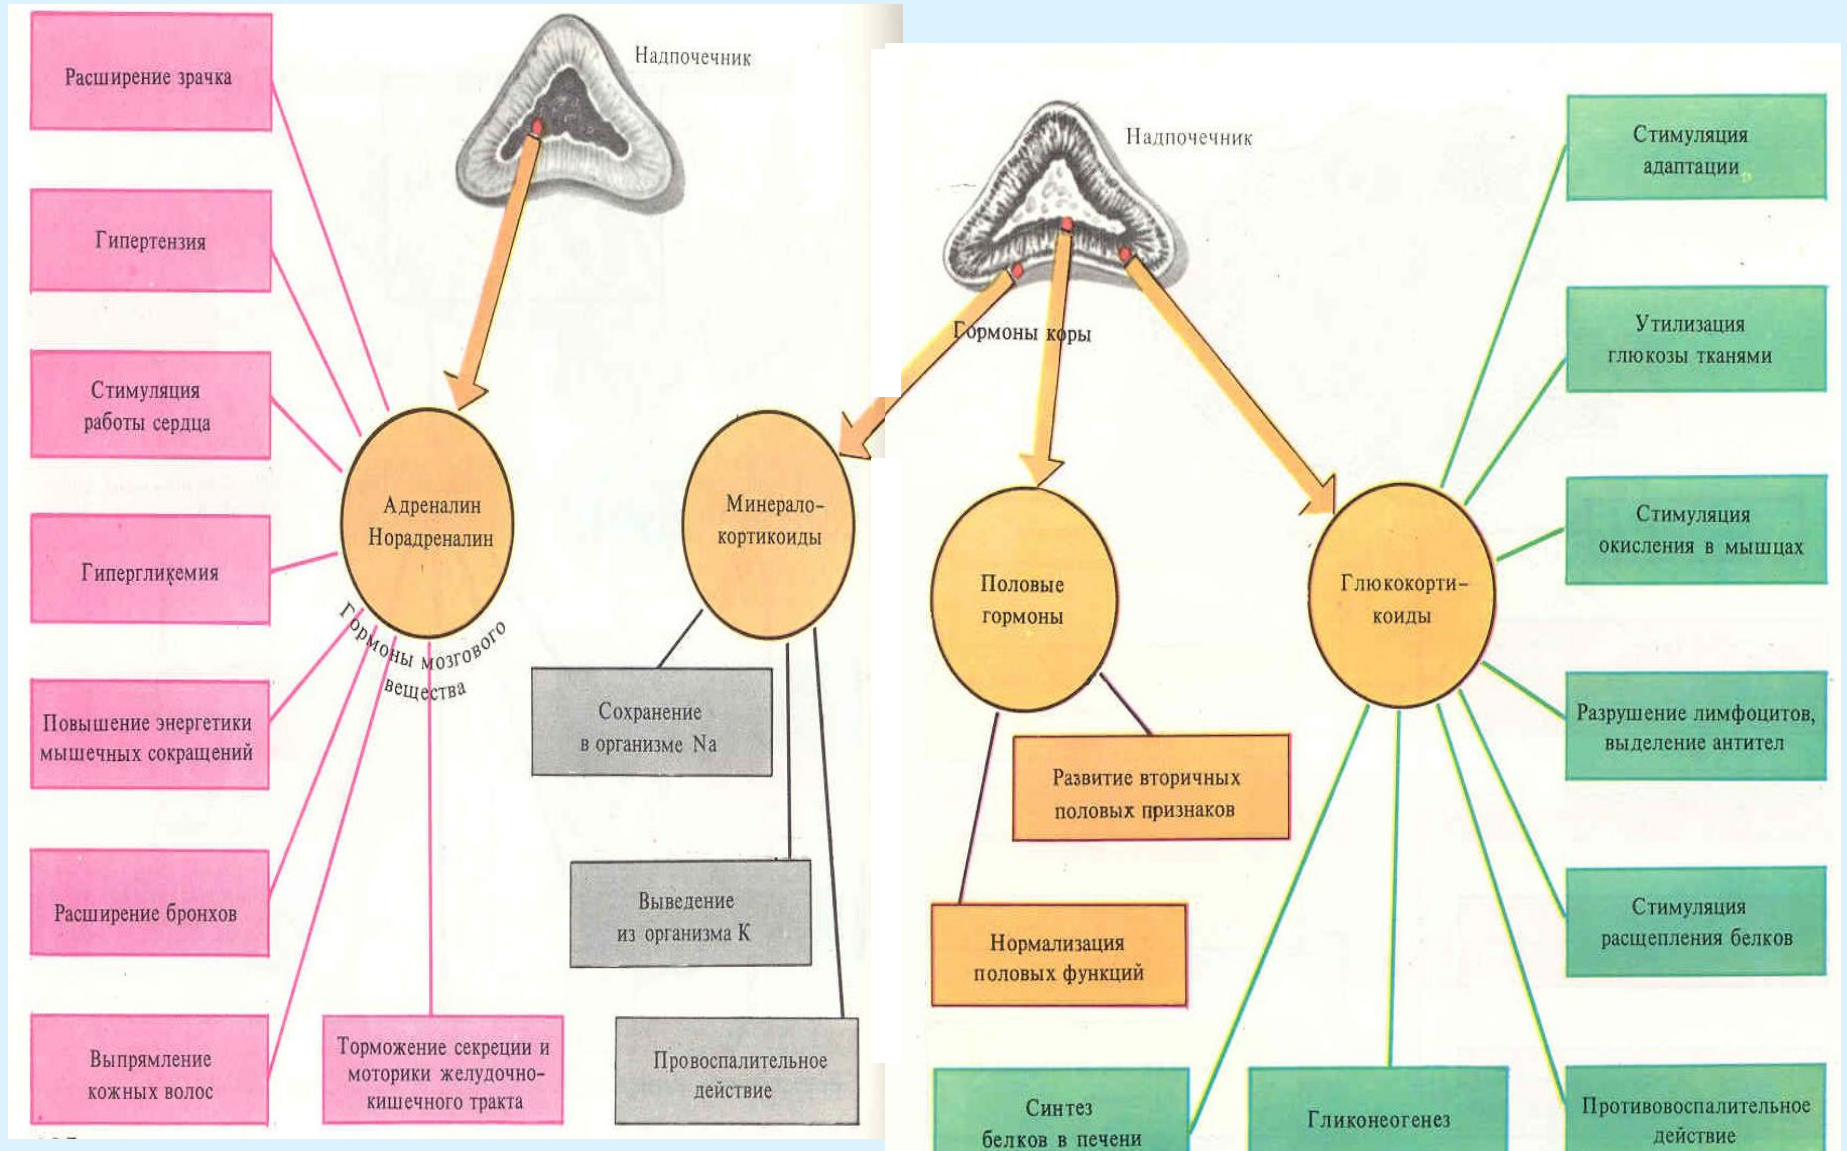 Расширение зрачка
Гипертензия
Стимуляция
работы сердца
Гипергликемия
Повышение энергетики
мышечных сокращений
Расширение бронхов
Выпрямление
кожных волос
Торможение секреции и
моторики желудочно-
кишечного тракта
Надпочечник
Адреналин
Норадреналин
Гормоны мозгового
вещества
Минерало-
кортикоиды
Сохранение
в организме Na
Выведение
из организма К
Провоспалительное
действие
Надпочечник
Гормоны коры
Половые
гормоны
Развитие вторичных
половых признаков
Нормализация
половых функций
Глюкокорти-
коиды
Стимуляция
адаптации
Утилизация
глюкозы тканями
Стимуляция
окисления в мышцах
Разрушение лимфоцитов,
выделение антител
Стимуляция
расщепления белков
Синтез
белков в печени
Гликонеогенез
Противовоспалительное
действие